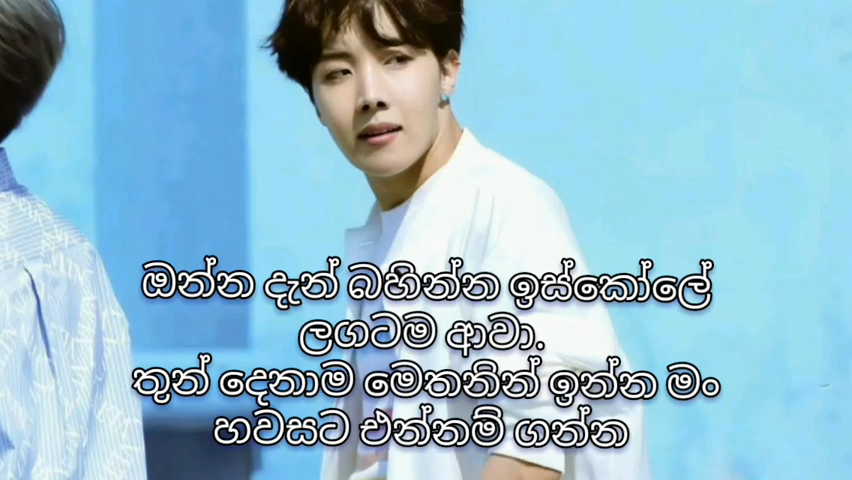 ඔන්න දැන් බහින්න ඉස්කෝලේ
ලගටම ආවා.
තුන් දෙනාම මෙතනින් ඉන්න මං
හවසට එන්නම් ගන්න